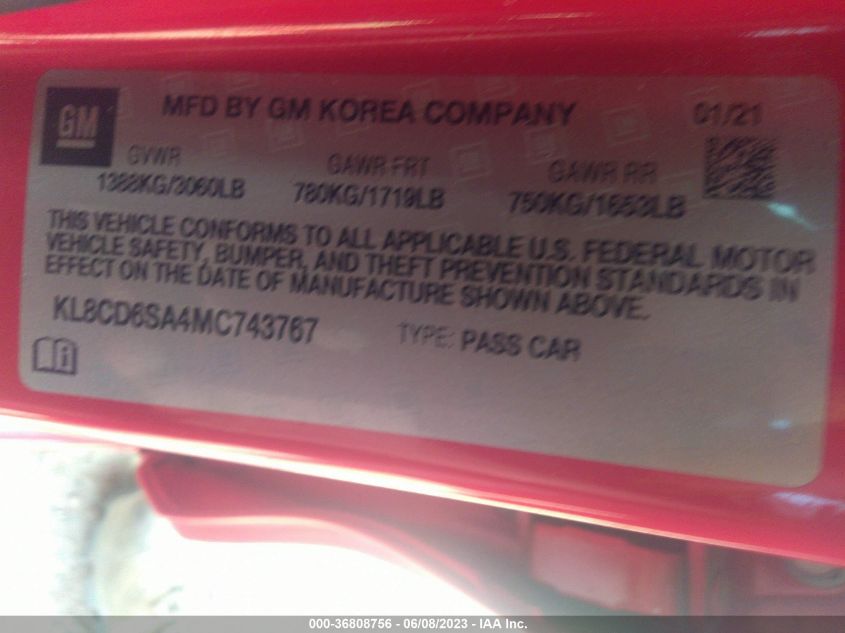 GM
MFD BY GM KOREA COMPANY 01/21
GVWR GAWR FRT GAWR RR
1388KG/3060LB 780KG/1719LB 750KG/1653LB
THIS VEHICLE CONFORMS TO ALL APPLICABLE U.S. FEDERAL MOTOR
VEHICLE SAFETY, BUMPER, AND THEFT PREVENTION STANDARDS IN
EFFECT ON THE DATE OF MANUFACTURE SHOWN ABOVE.
KL8CD6SA4MC743767 TYPE: PASS CAR
000-36808756 - 06/08/2023 - IAA Inc.